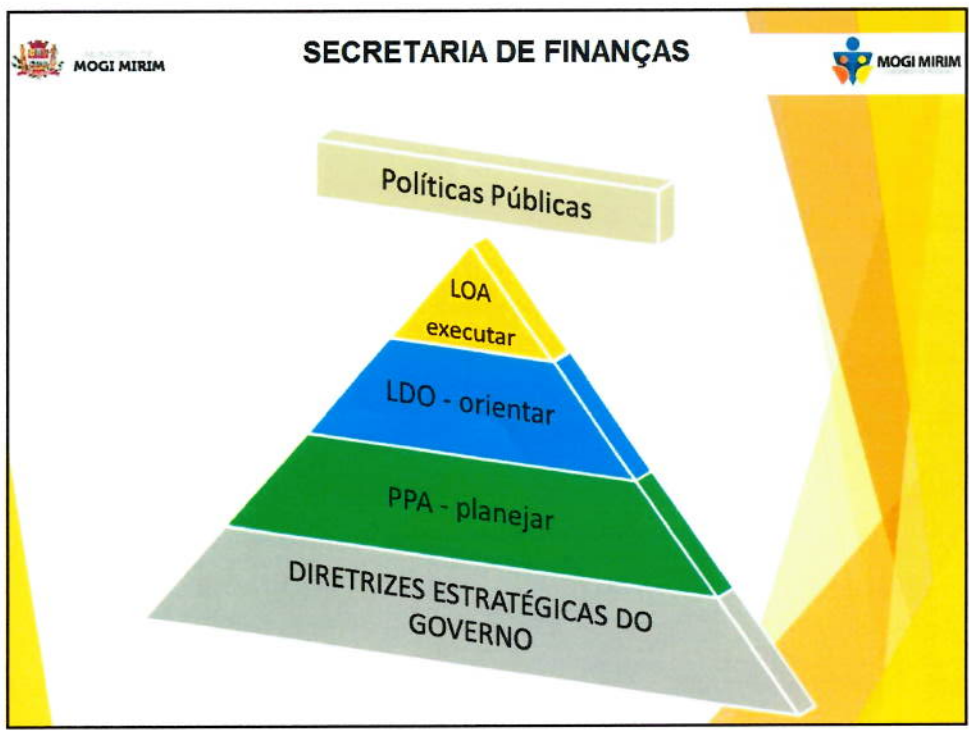 SECRETARIA DE FINANÇAS
MOGI MIRIM
MOGI MIRIM
Políticas Públicas
LOA
executar
LDO - orientar
PPA - planejar
DIRETRIZES ESTRATÉGICAS DO
GOVERNO